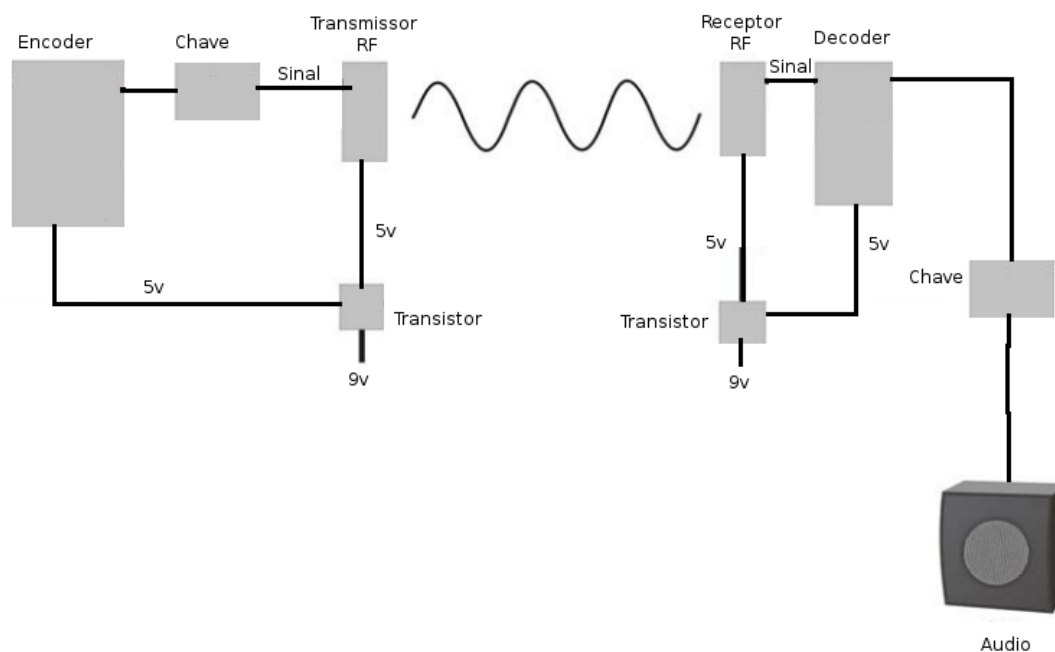 Encoder
Chave
Sinal
Transmissor
RF
Receptor
RF
Sinal
Decoder
5v
5v
Transistor
9v
5v
5v
Transistor
9v
Chave
Audio